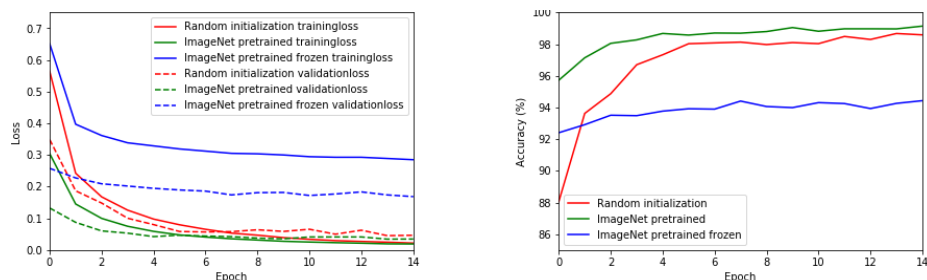 0.7
0.6
0.5
0.4
0.3
0.2
0.1
0.0
Loss
0 2 4 6 8 10 12 14
Epoch
Random initialization trainingloss
ImageNet pretrained trainingloss
ImageNet pretrained frozen trainingloss
Random initialization validationloss
ImageNet pretrained validationloss
ImageNet pretrained frozen validationloss
100
98
96
94
92
90
88
86
Accuracy (%)
0 2 4 6 8 10 12 14
Epoch
Random initialization
ImageNet pretrained
ImageNet pretrained frozen